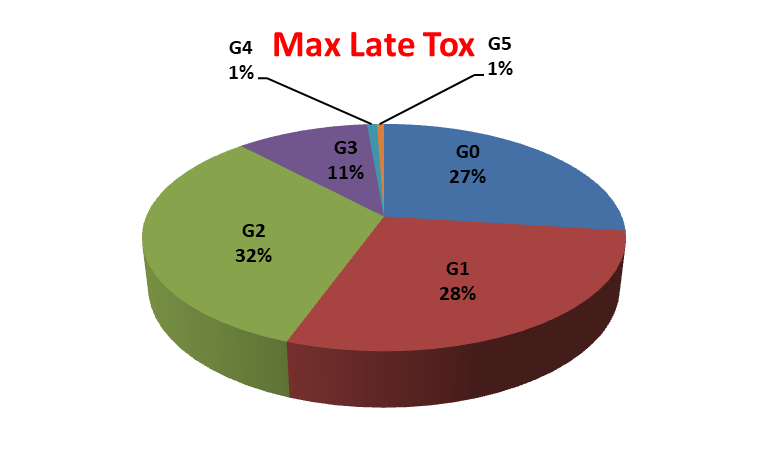 Max Late Tox
G4
1%
G5
1%
G3
11%
G0
27%
G2
32%
G1
28%